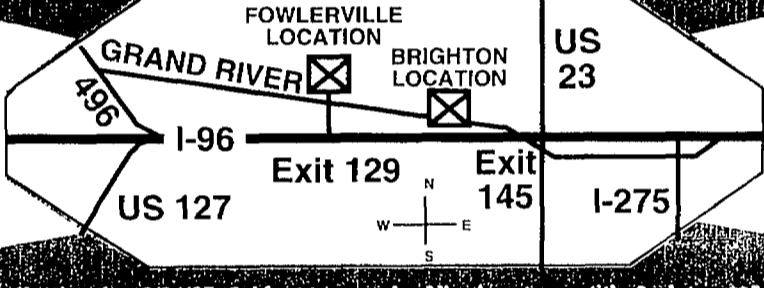 FOWLERVILLE
LOCATION
GRAND RIVER
BRIGHTON
LOCATION
US
23
496
I-96
Exit 129
Exit
145
US 127
I-275
N
W
E
S